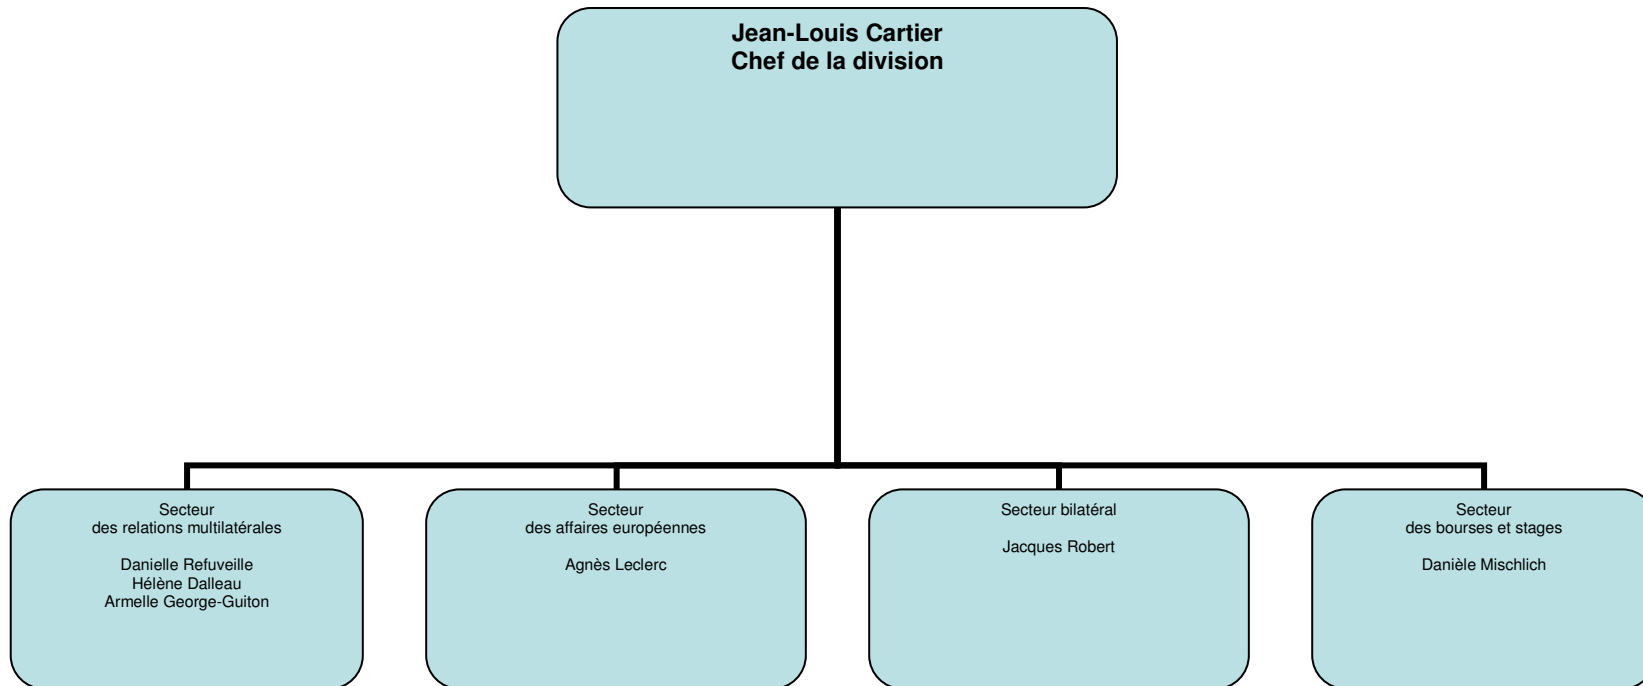 Jean-Louis Cartier
Chef de la division
Secteur
des relations multilatérales
Danielle Refuveille
Hélène Dalleau
Armelle George-Guiton
Secteur
des affaires européennes
Agnès Leclerc
Secteur bilatéral
Jacques Robert
Secteur
des bourses et stages
Danièle Mischlich